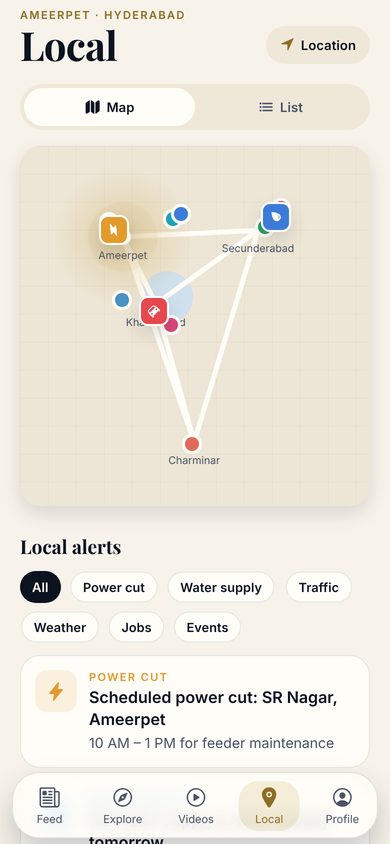 AMEERPET · HYDERABAD
Local
Location
Map
List
Ameerpet
Secunderabad
Charminar
Local alerts
All
Power cut
Water supply
Traffic
Weather
Jobs
Events
POWER CUT
Scheduled power cut: SR Nagar,
Ameerpet
10 AM – 1 PM for feeder maintenance
Feed
Explore
Videos
Local
Profile
tomorrow